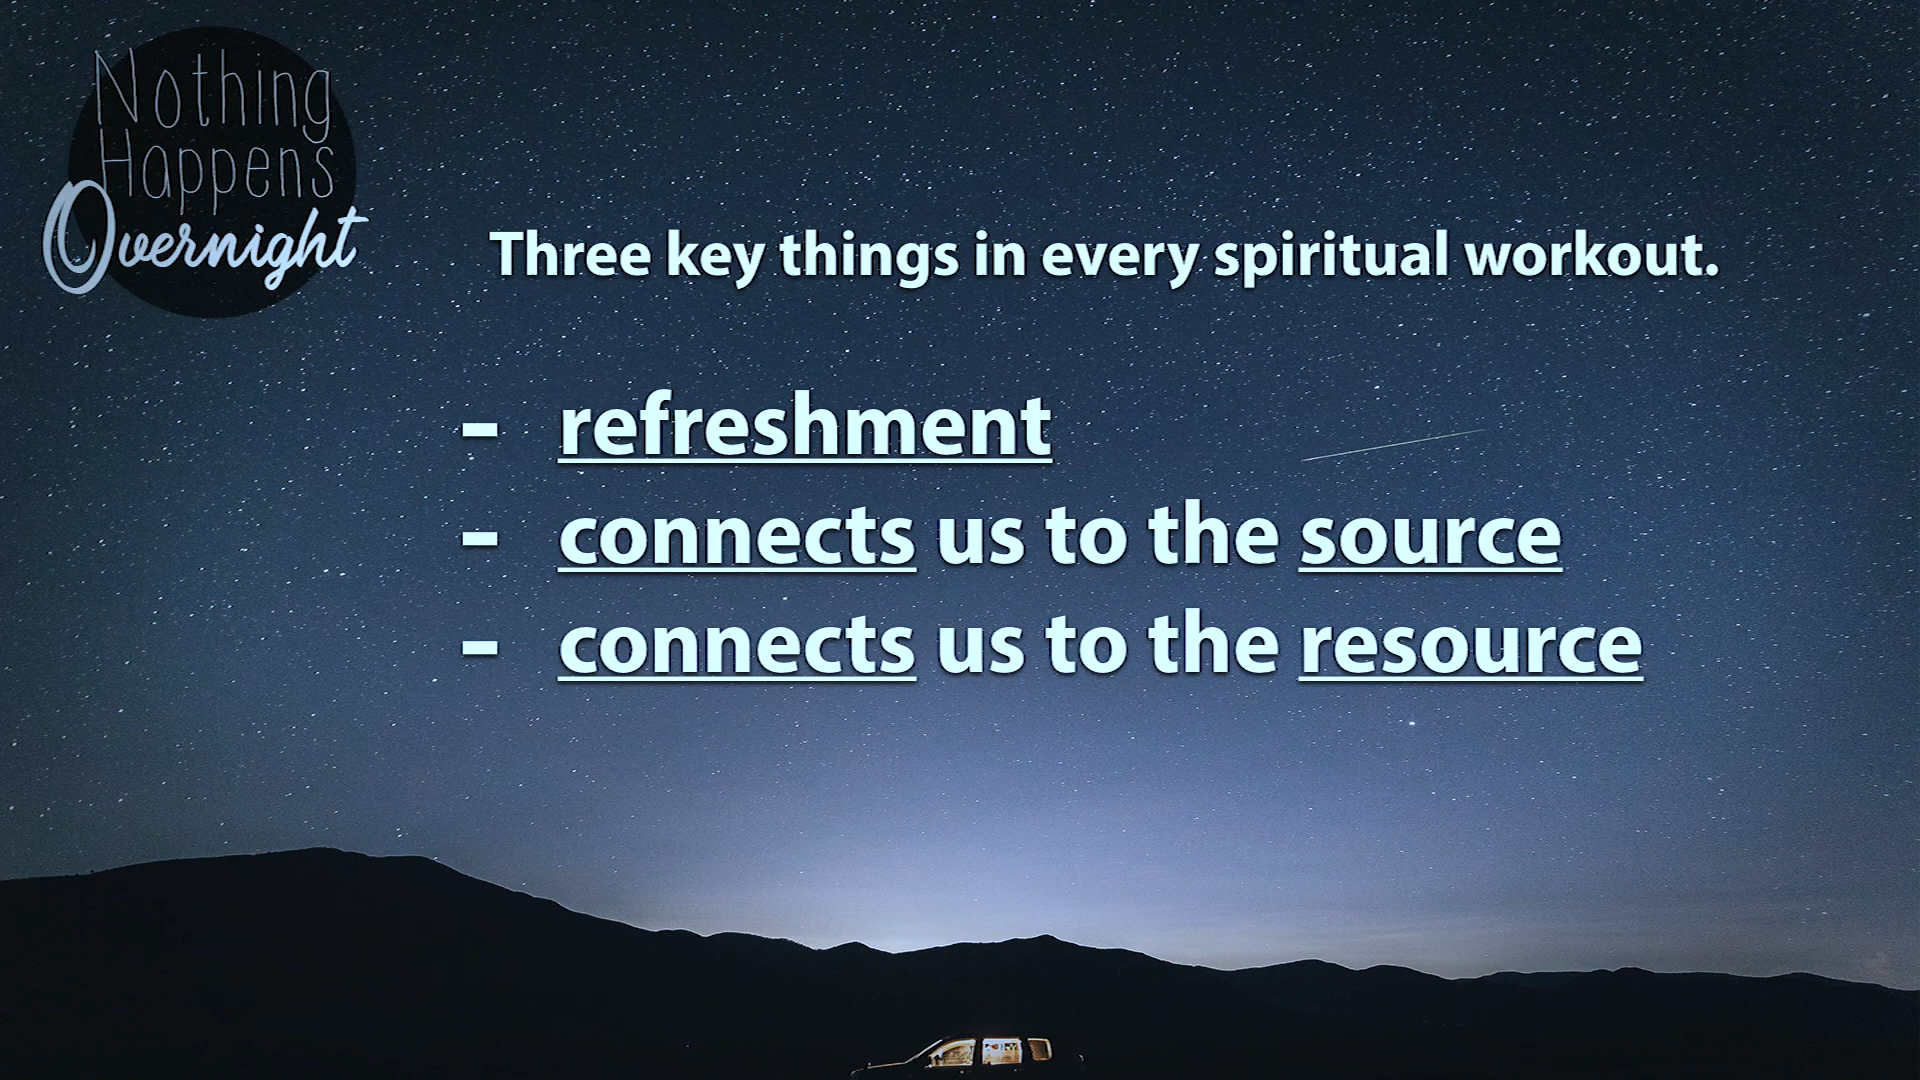 Nothing
Happens
Overnight
Three key things in every spiritual workout.
- refreshment
- connects us to the source
- connects us to the resource